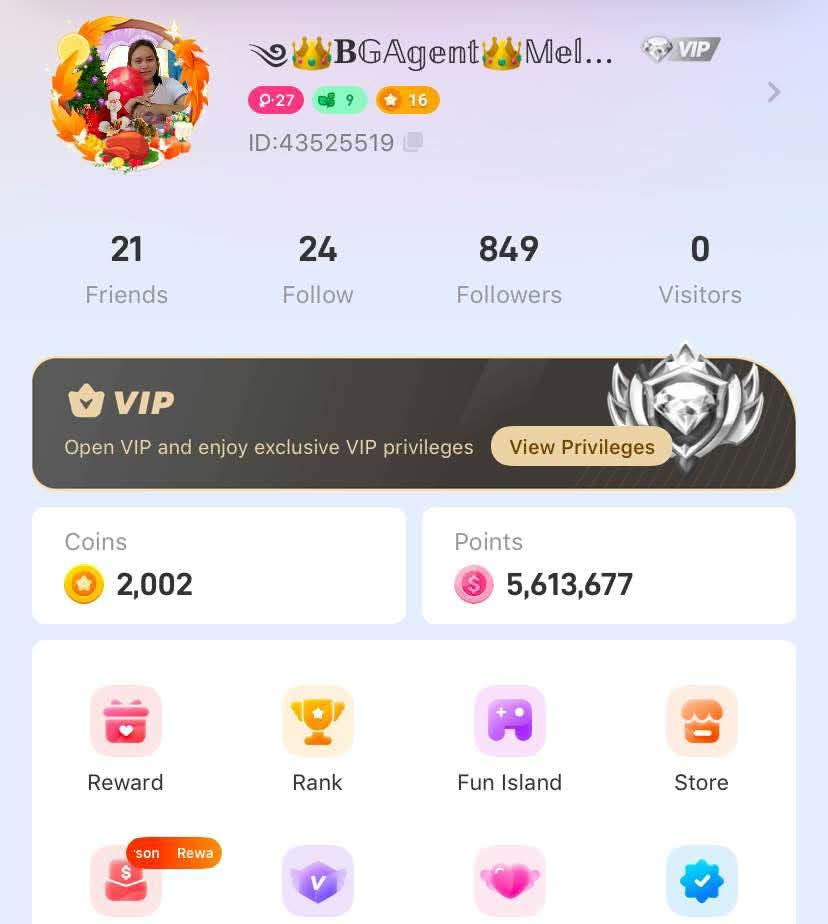 ༄👑𝐁𝔾𝔸𝕘𝕖𝕟𝕥👑𝕄𝕖𝕝...
VIP
27 9 16
ID:43525519
21 24 849 0
Friends Follow Followers Visitors
VIP
Open VIP and enjoy exclusive VIP privileges View Privileges
Coins Points
2,002 5,613,677
Reward Rank Fun Island Store
son Rewa